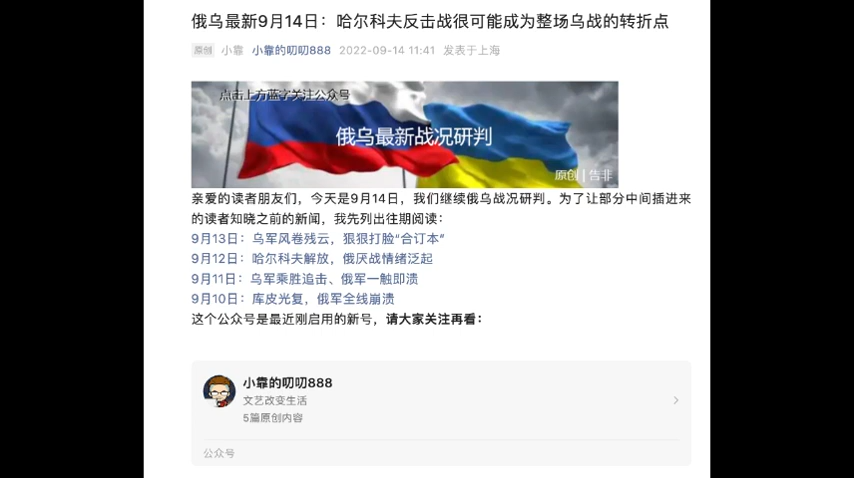 俄乌最新9月14日：哈尔科夫反击战很可能成为整场乌战的转折点
原创 小靠 小靠的叨叨888 2022-09-14 11:41 发表于上海
点击上方蓝字关注公众号
俄乌最新战况研判
原创 | 告非
亲爱的读者朋友们，今天是9月14日，我们继续俄乌战况研判。为了让部分中间插进来
的读者知晓之前的新闻，我先列出往期阅读：
9月13日：乌军风卷残云，狠狠打脸“合订本”
9月12日：哈尔科夫解放，俄厌战情绪泛起
9月11日：乌军乘胜追击、俄军一触即溃
9月10日：库皮光复，俄军全线崩溃
这个公众号是最近刚启用的新号，请大家关注再看：
小靠的叨叨888
文艺改变生活
5篇原创内容
公众号